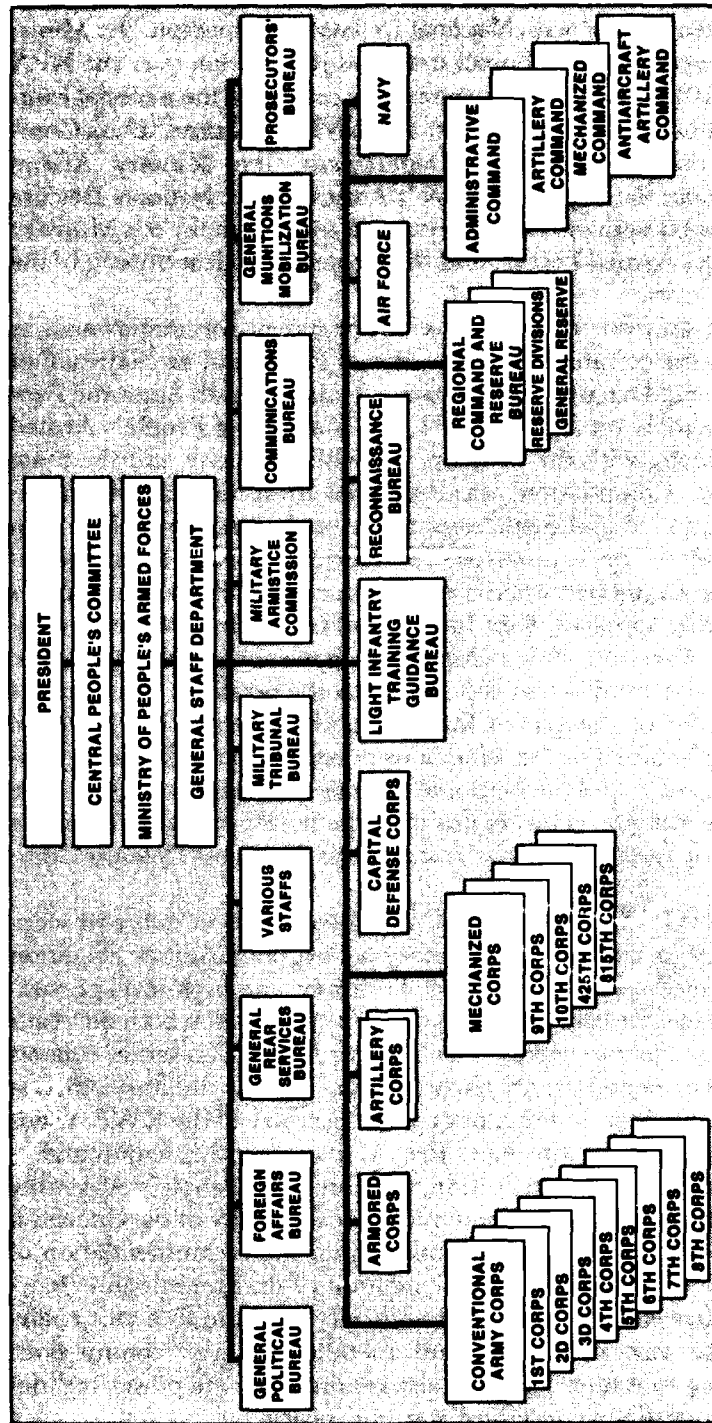 PRESIDENT
CENTRAL PEOPLE'S COMMITTEE
MINISTRY OF PEOPLE'S ARMED FORCES
GENERAL STAFF DEPARTMENT
GENERAL
POLITICAL
BUREAU
FOREIGN
AFFAIRS
BUREAU
GENERAL
REAR
SERVICES
BUREAU
VARIOUS
STAFFS
MILITARY
TRIBUNAL
BUREAU
MILITARY
ARMISTICE
COMMISSION
COMMUNICATIONS
BUREAU
GENERAL
MUNITIONS
MOBILIZATION
BUREAU
PROSECUTORS'
BUREAU
ARMORED
CORPS
ARTILLERY
CORPS
CAPITAL
DEFENSE CORPS
LIGHT INFANTRY
TRAINING
GUIDANCE
BUREAU
RECONNAISSANCE
BUREAU
AIR FORCE
NAVY
CONVENTIONAL
ARMY CORPS
1ST CORPS
2D CORPS
3D CORPS
4TH CORPS
5TH CORPS
6TH CORPS
7TH CORPS
8TH CORPS
MECHANIZED
CORPS
9TH CORPS
10TH CORPS
425TH CORPS
815TH CORPS
REGIONAL
COMMAND AND
RESERVE
BUREAU
RESERVE DIVISIONS
GENERAL RESERVE
ADMINISTRATIVE
COMMAND
ARTILLERY
COMMAND
MECHANIZED
COMMAND
ANTIAIRCRAFT
ARTILLERY
COMMAND